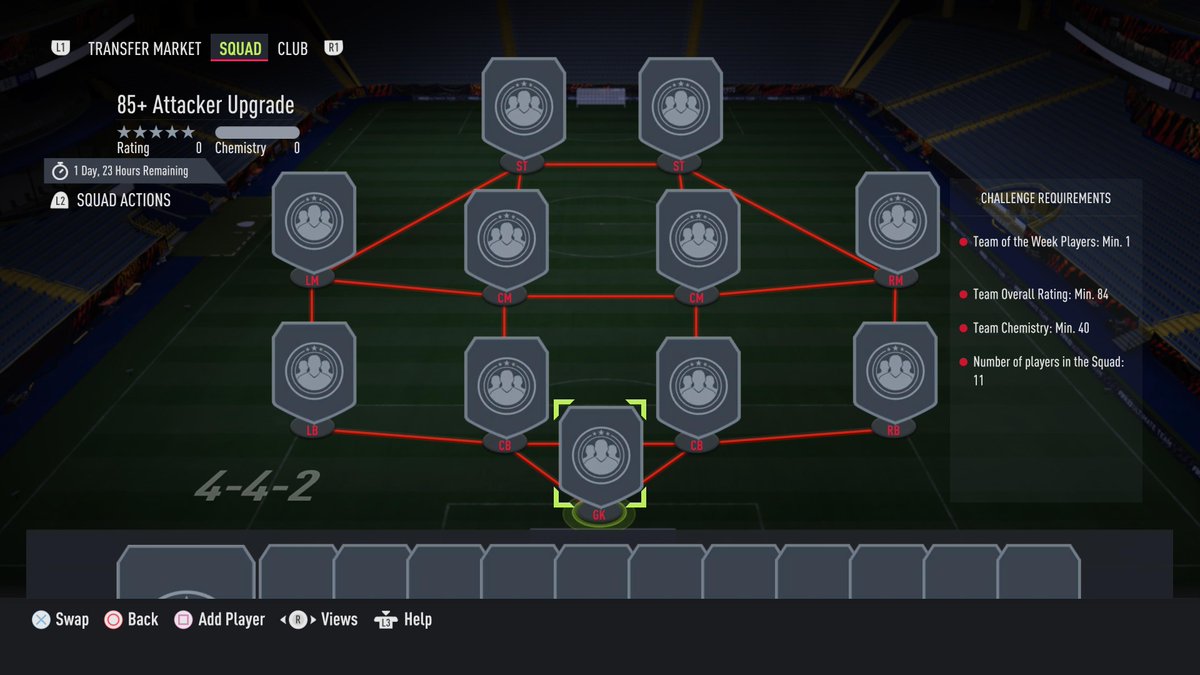 L1 TRANSFER MARKET SQUAD CLUB R1
85+ Attacker Upgrade
Rating 0 Chemistry 0
1 Day, 23 Hours Remaining
L2 SQUAD ACTIONS
ST ST
LM CM CM RM
LB CB CB RB
GK
4-4-2
CHALLENGE REQUIREMENTS
Team of the Week Players: Min. 1
Team Overall Rating: Min. 84
Team Chemistry: Min. 40
Number of players in the Squad:
11
Swap Back Add Player R Views L3 Help